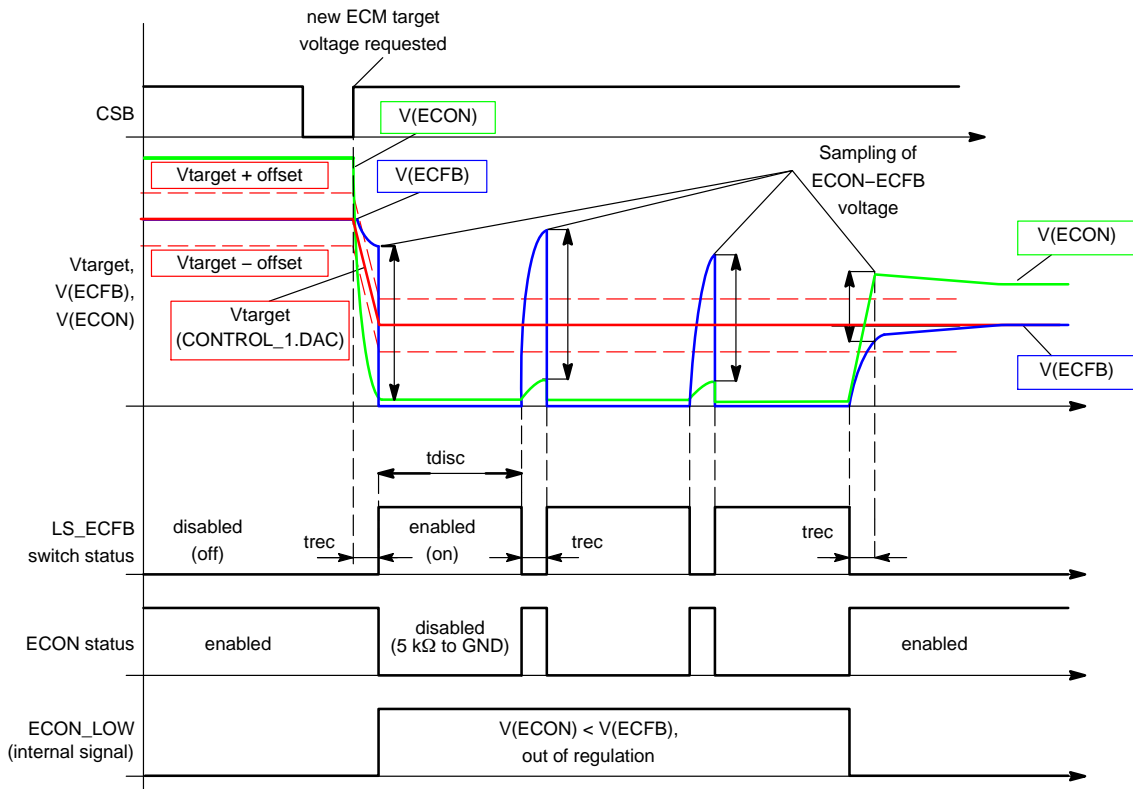 new ECM target
voltage requested
CSB
V(ECON)
Vtarget + offset
V(ECFB)
Sampling of
ECON–ECFB
voltage
V(ECON)
Vtarget – offset
Vtarget,
V(ECFB),
V(ECON)
Vtarget
(CONTROL_1.DAC)
V(ECFB)
tdisc
LS_ECFB
switch status
disabled
(off)
trec
enabled
(on)
trec
trec
ECON status
enabled
disabled
(5 kΩ to GND)
enabled
ECON_LOW
(internal signal)
V(ECON) < V(ECFB),
out of regulation